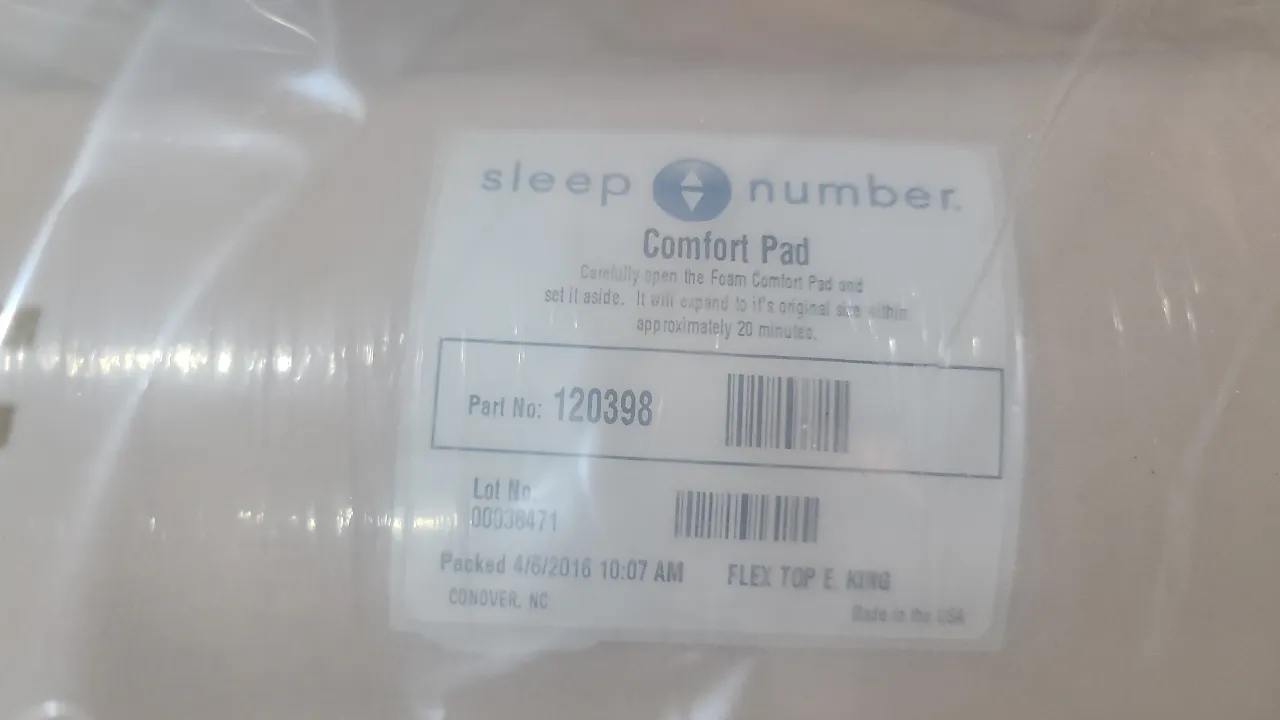 sleep number.
Comfort Pad
Carefully open the Foam Comfort Pad and
set it aside. It will expand to it's original size within
approximately 20 minutes.
Part No: 120398
Lot No.
00038471
Packed 4/6/2016 10:07 AM
FLEX TOP E. KING
CONOVER, NC
Made in the USA